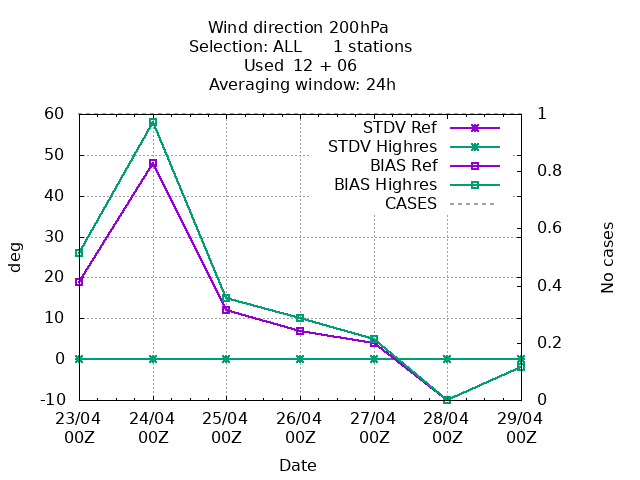 Wind direction 200hPa
Selection: ALL      1 stations
Used  12 + 06
Averaging window: 24h
60
50
40
30
20
10
0
-10
deg
1
0.8
0.6
0.4
0.2
0
No cases
STDV Ref
STDV Highres
BIAS Ref
BIAS Highres
CASES
23/04 24/04 25/04 26/04 27/04 28/04 29/04
00Z 00Z 00Z 00Z 00Z 00Z 00Z
Date